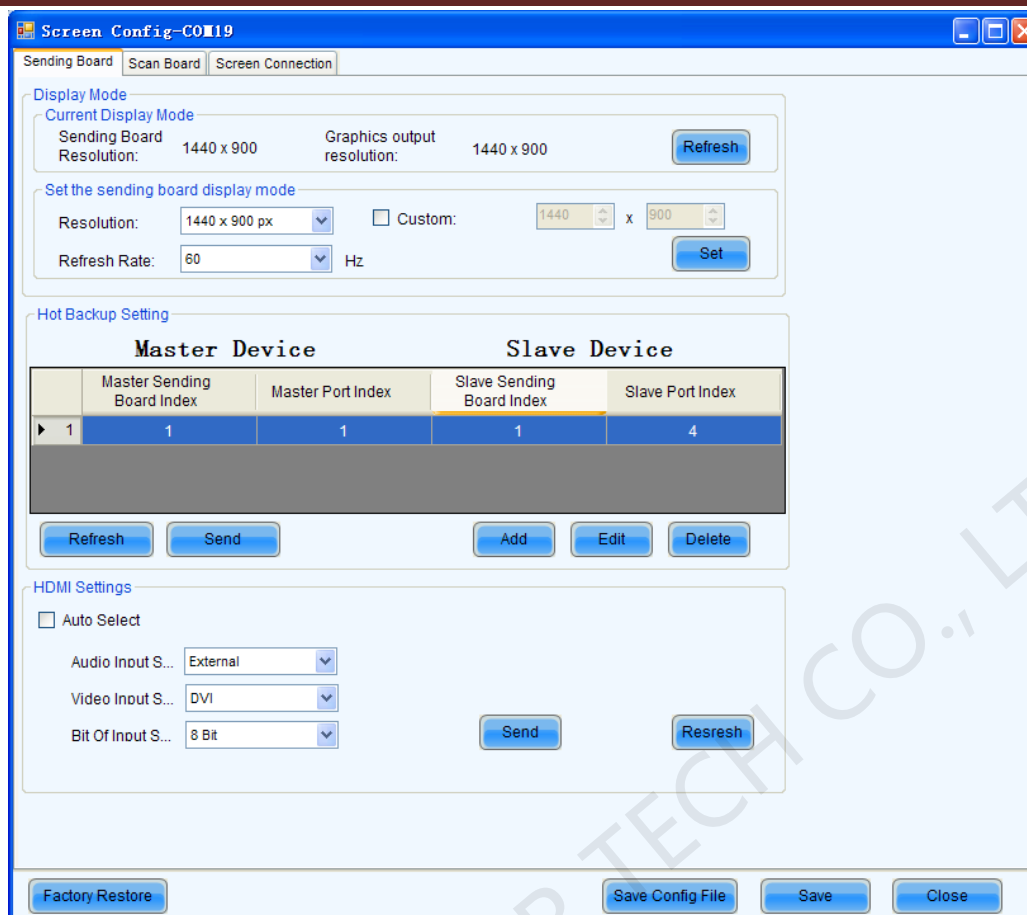 Screen Config-COM19
Sending Board Scan Board Screen Connection
Display Mode
Current Display Mode
Sending Board Resolution: 1440 x 900 Graphics output resolution: 1440 x 900 Refresh
Set the sending board display mode
Resolution: 1440 x 900 px Custom: 1440 x 900
Refresh Rate: 60 Hz Set
Hot Backup Setting
Master Device Slave Device
Master Sending Board Index Master Port Index Slave Sending Board Index Slave Port Index
1 1 1 1 4
Refresh Send Add Edit Delete
HDMI Settings
Auto Select
Audio Input S... External
Video Input S... DVI
Bit Of Input S... 8 Bit Send Resresh
Factory Restore Save Config File Save Close
TECH CO., LT